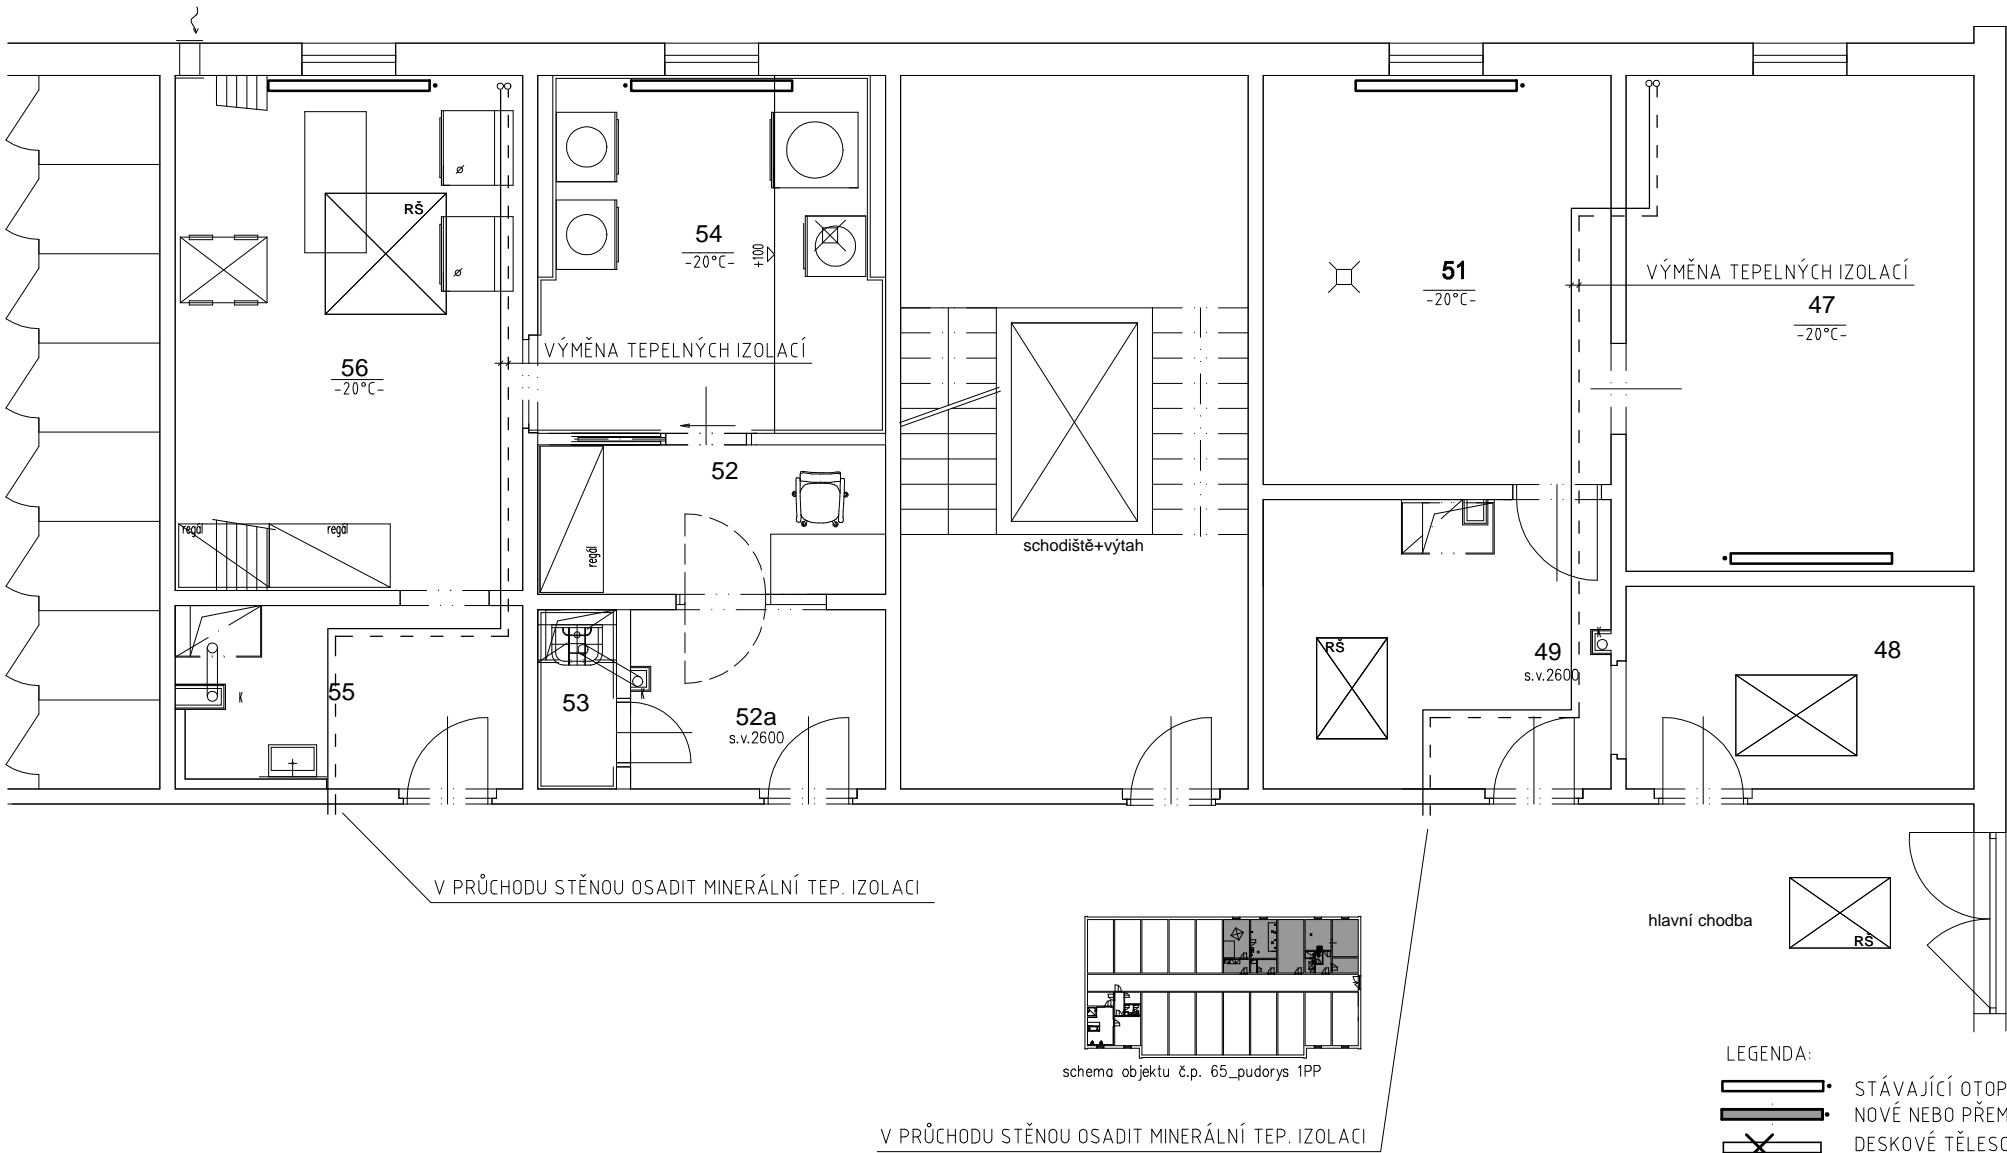 RŠ
54
-20°C-
+100
51
-20°C-
VÝMĚNA TEPELNÝCH IZOLACÍ
47
-20°C-
VÝMĚNA TEPELNÝCH IZOLACÍ
56
-20°C-
52
regál
regál
regál
schodiště+výtah
RŠ
49
s.v.2600
K
48
55
K
53
K
52a
s.v.2600
V PRŮCHODU STĚNOU OSADIT MINERÁLNÍ TEP. IZOLACI
hlavní chodba
RŠ
schema objektu č.p. 65_pudorys 1PP
LEGENDA:
STÁVAJÍCÍ OTOP
NOVÉ NEBO PŘEM
DESKOVÉ TĚLESO
V PRŮCHODU STĚNOU OSADIT MINERÁLNÍ TEP. IZOLACI